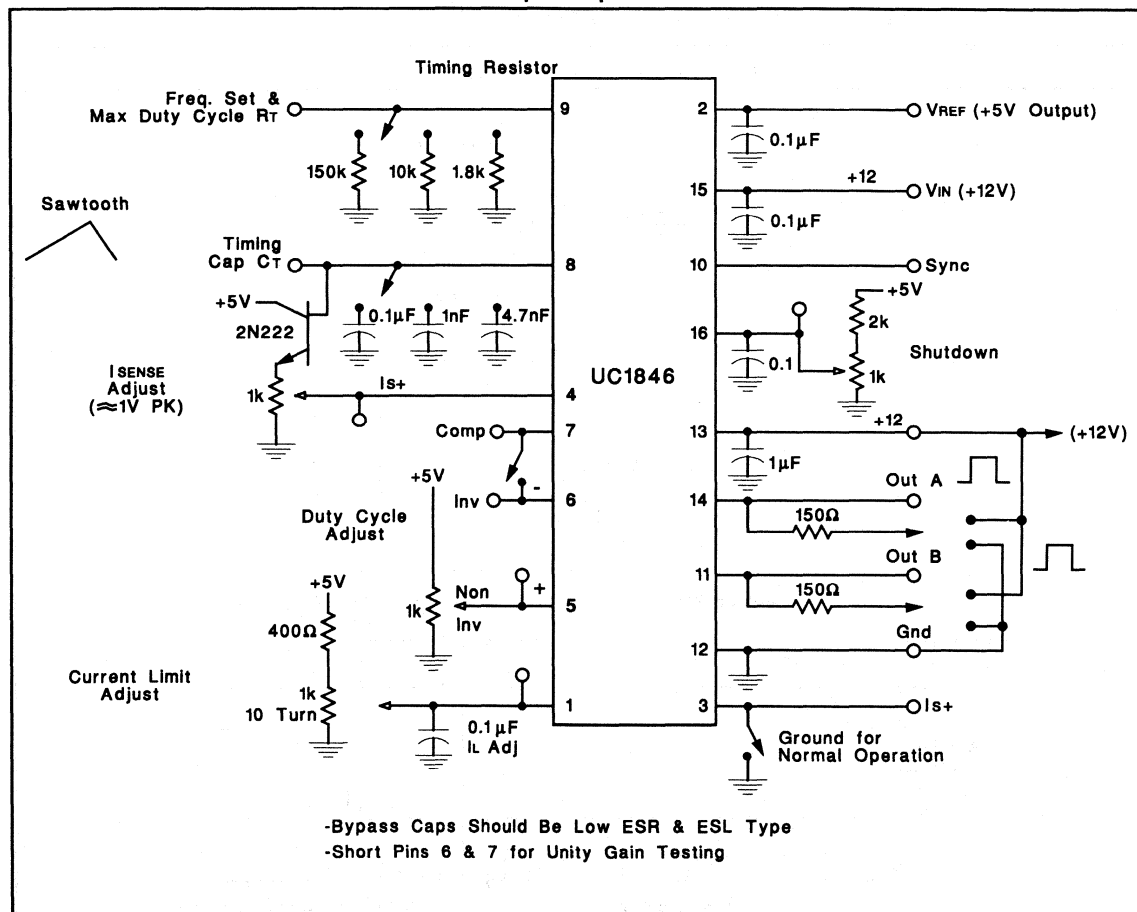 Timing Resistor
Freq. Set &
Max Duty Cycle RT
9
2
VREF (+5V Output)
0.1µF
150k
10k
1.8k
15
+12
VIN (+12V)
0.1µF
Sawtooth
Timing
Cap CT
8
10
Sync
+5V
2N222
0.1µF
1nF
4.7nF
+5V
2k
16
0.1
1k
Shutdown
UC1846
ISENSE
Adjust
(≈1V PK)
1k
Is+
4
Comp
7
13
+12
(+12V)
1µF
+5V
-
Inv
6
14
Out A
150Ω
Duty Cycle
Adjust
Out B
11
150Ω
+5V
1k
Non
Inv
+
5
400Ω
Gnd
12
Current Limit
Adjust
1k
10 Turn
1
3
Is+
0.1µF
IL Adj
Ground for
Normal Operation
-Bypass Caps Should Be Low ESR & ESL Type
-Short Pins 6 & 7 for Unity Gain Testing